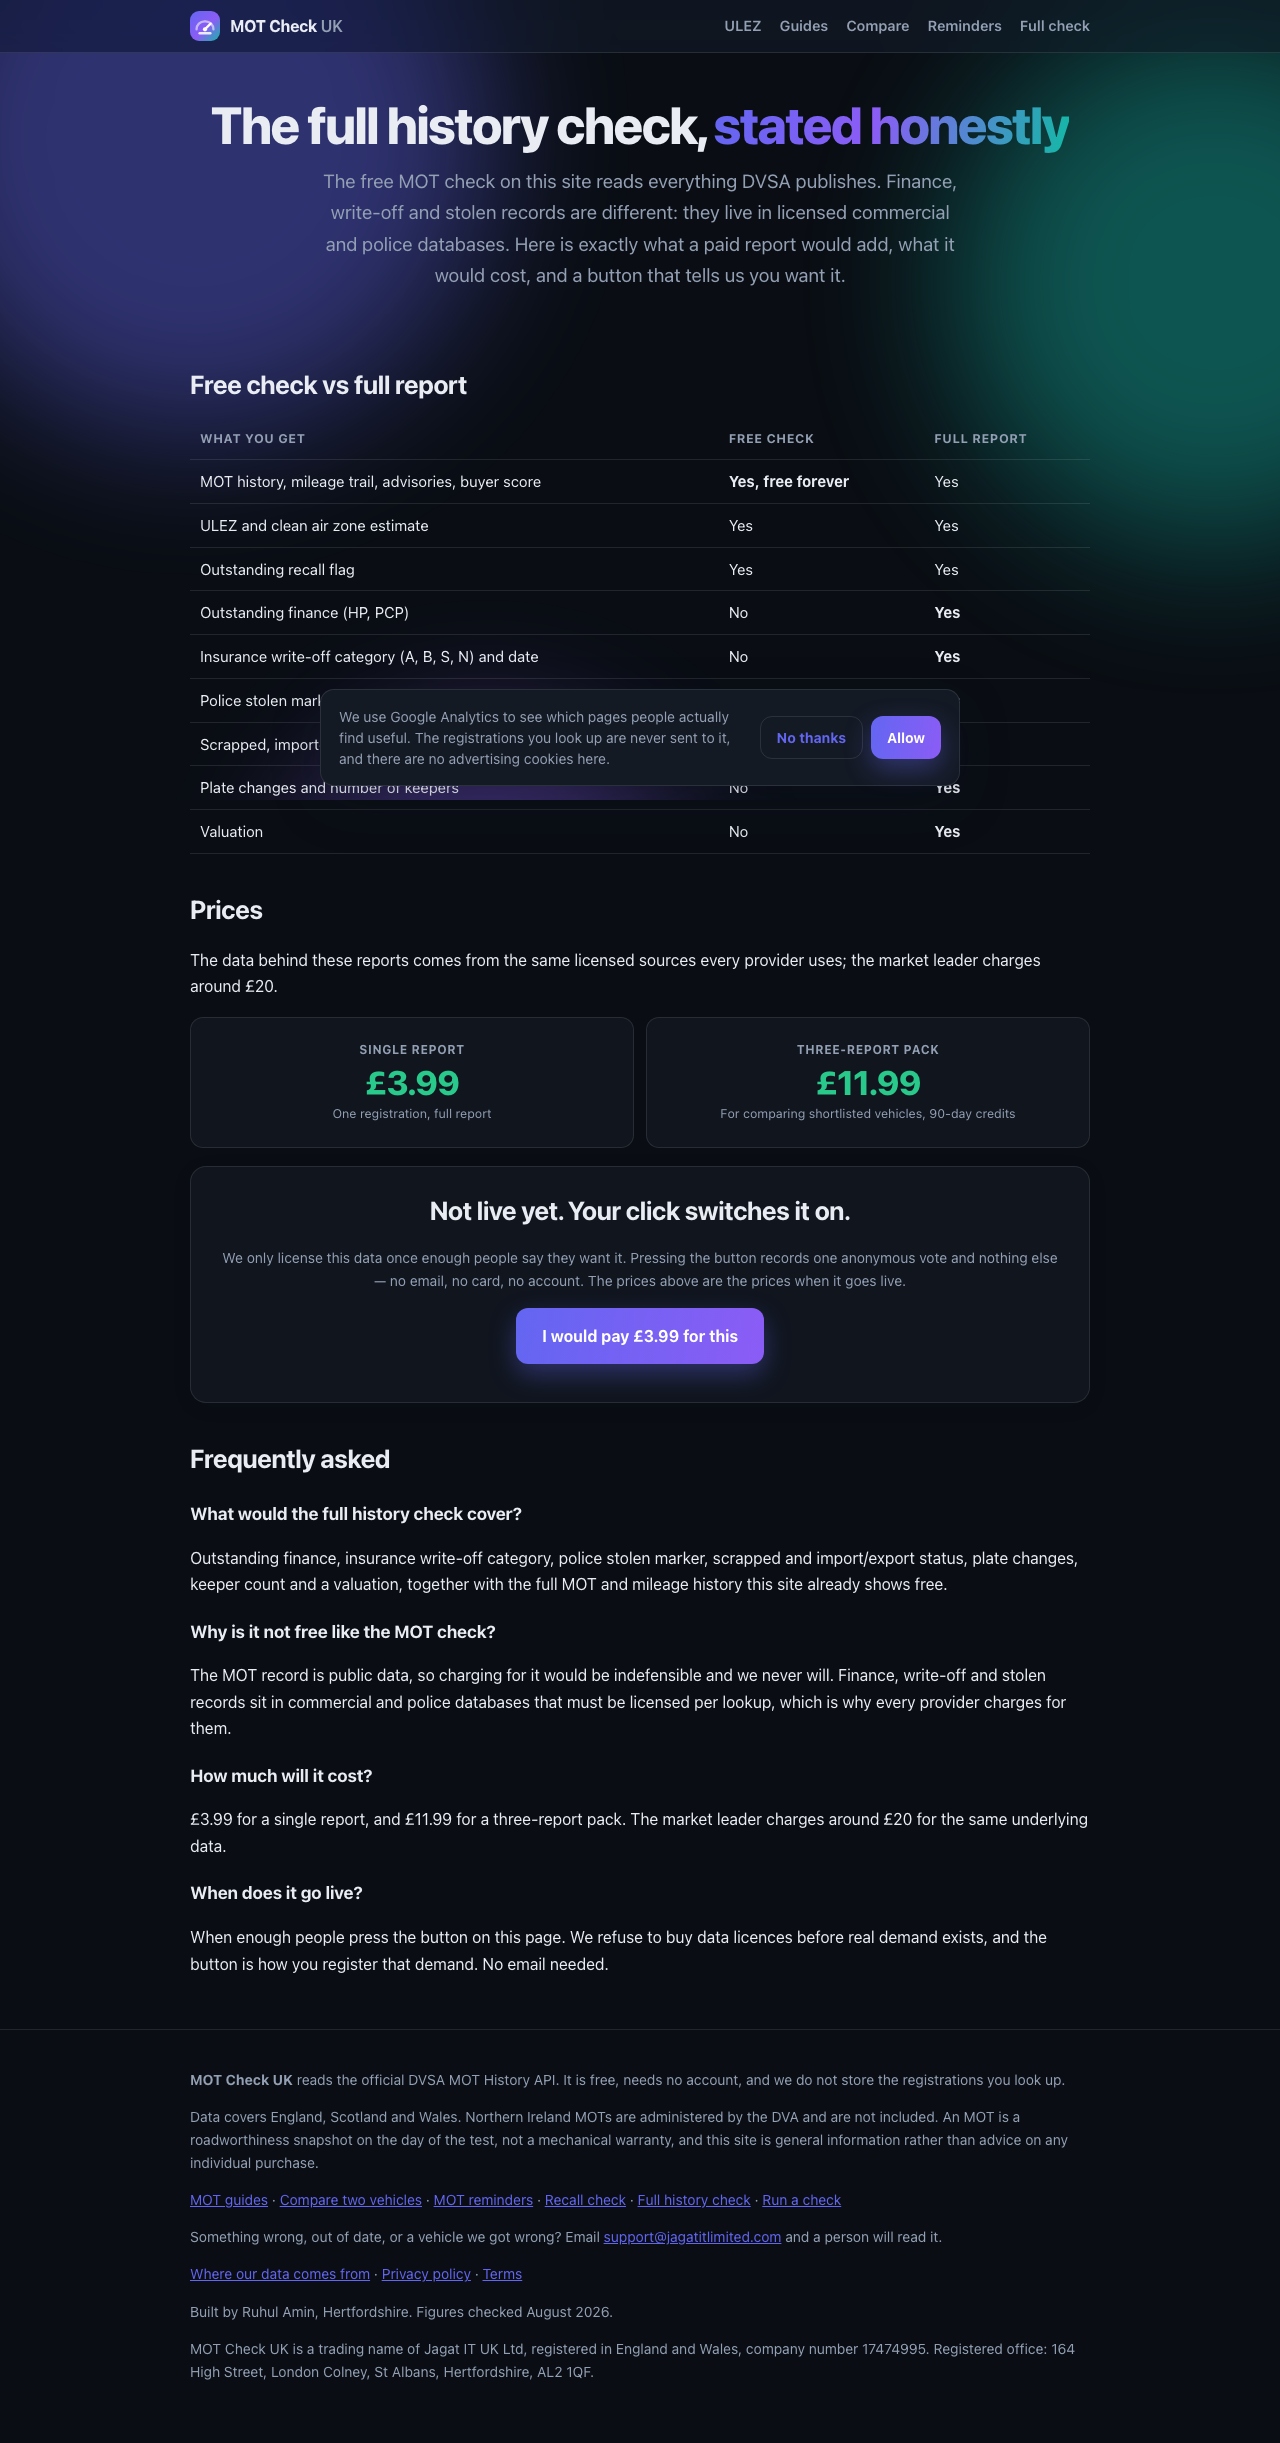 MOT Check UK
ULEZ Guides Compare Reminders Full check
The full history check, stated honestly
The free MOT check on this site reads everything DVSA publishes. Finance,
write-off and stolen records are different: they live in licensed commercial
and police databases. Here is exactly what a paid report would add, what it
would cost, and a button that tells us you want it.
Free check vs full report
WHAT YOU GET FREE CHECK FULL REPORT
MOT history, mileage trail, advisories, buyer score Yes, free forever Yes
ULEZ and clean air zone estimate Yes Yes
Outstanding recall flag Yes Yes
Outstanding finance (HP, PCP) No Yes
Insurance write-off category (A, B, S, N) and date No Yes
Police stolen
Scrapped, import
We use Google Analytics to see which pages people actually
find useful. The registrations you look up are never sent to it,
and there are no advertising cookies here.
No thanks Allow
Plate changes and number of keepers No Yes
Valuation No Yes
Prices
The data behind these reports comes from the same licensed sources every provider uses; the market leader charges
around £20.
SINGLE REPORT
£3.99
One registration, full report
THREE-REPORT PACK
£11.99
For comparing shortlisted vehicles, 90-day credits
Not live yet. Your click switches it on.
We only license this data once enough people say they want it. Pressing the button records one anonymous vote and nothing else
— no email, no card, no account. The prices above are the prices when it goes live.
I would pay £3.99 for this
Frequently asked
What would the full history check cover?
Outstanding finance, insurance write-off category, police stolen marker, scrapped and import/export status, plate changes,
keeper count and a valuation, together with the full MOT and mileage history this site already shows free.
Why is it not free like the MOT check?
The MOT record is public data, so charging for it would be indefensible and we never will. Finance, write-off and stolen
records sit in commercial and police databases that must be licensed per lookup, which is why every provider charges for
them.
How much will it cost?
£3.99 for a single report, and £11.99 for a three-report pack. The market leader charges around £20 for the same underlying
data.
When does it go live?
When enough people press the button on this page. We refuse to buy data licences before real demand exists, and the
button is how you register that demand. No email needed.
MOT Check UK reads the official DVSA MOT History API. It is free, needs no account, and we do not store the registrations you look up.
Data covers England, Scotland and Wales. Northern Ireland MOTs are administered by the DVA and are not included. An MOT is a
roadworthiness snapshot on the day of the test, not a mechanical warranty, and this site is general information rather than advice on any
individual purchase.
MOT guides · Compare two vehicles · MOT reminders · Recall check · Full history check · Run a check
Something wrong, out of date, or a vehicle we got wrong? Email support@jagatitlimited.com and a person will read it.
Where our data comes from · Privacy policy · Terms
Built by Ruhul Amin, Hertfordshire. Figures checked August 2026.
MOT Check UK is a trading name of Jagat IT UK Ltd, registered in England and Wales, company number 17474995. Registered office: 164
High Street, London Colney, St Albans, Hertfordshire, AL2 1QF.